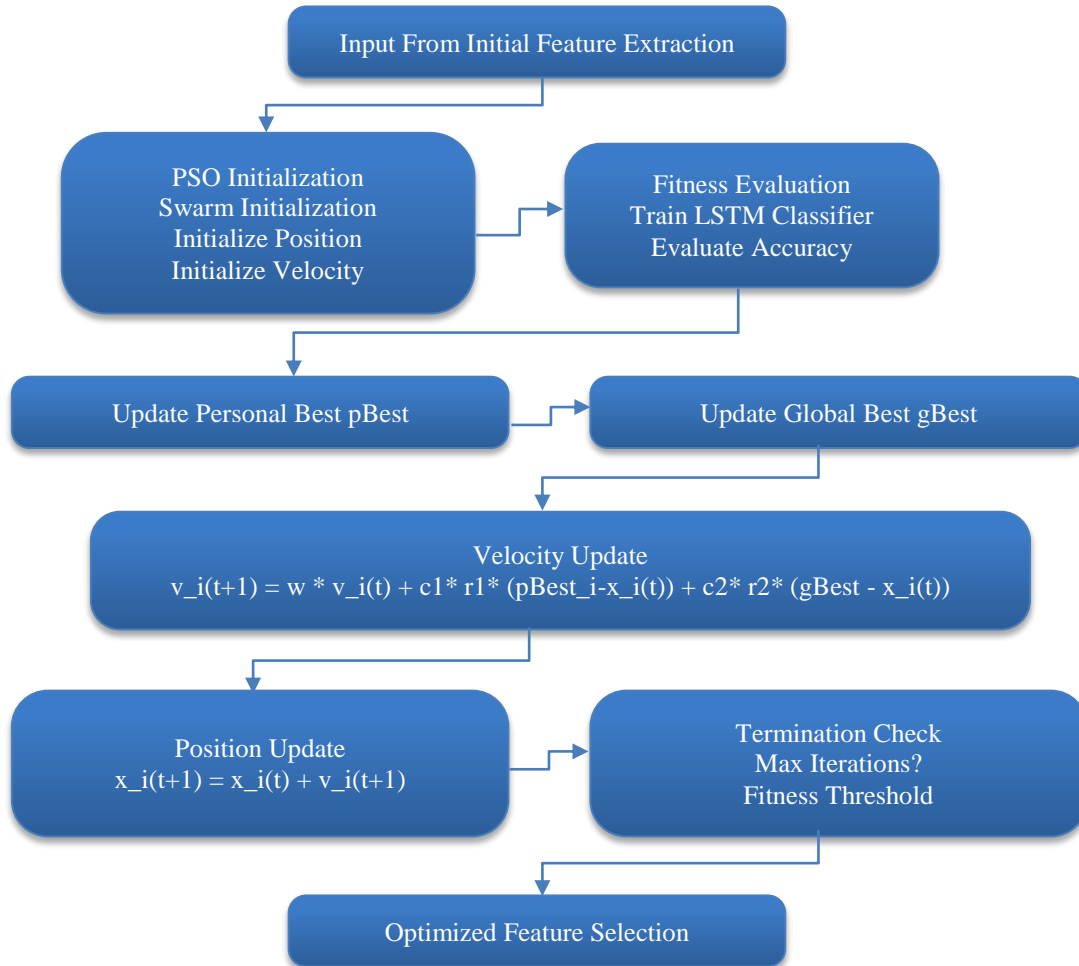 Input From Initial Feature Extraction
PSO Initialization
Swarm Initialization
Initialize Position
Initialize Velocity
Fitness Evaluation
Train LSTM Classifier
Evaluate Accuracy
Update Personal Best pBest
Update Global Best gBest
Velocity Update
v_i(t+1) = w * v_i(t) + c1* r1* (pBest_i-x_i(t)) + c2* r2* (gBest - x_i(t))
Position Update
x_i(t+1) = x_i(t) + v_i(t+1)
Termination Check
Max Iterations?
Fitness Threshold
Optimized Feature Selection